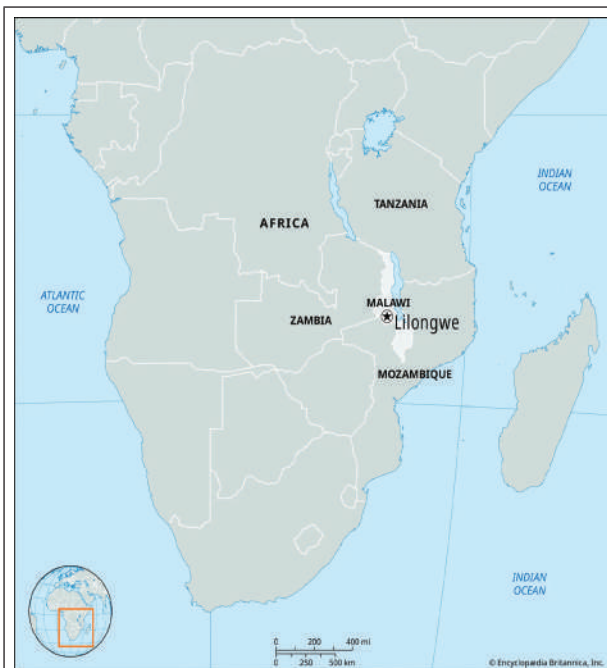 INDIAN
OCEAN
TANZANIA
AFRICA
ATLANTIC
OCEAN
MALAWI
ZAMBIA
Lilongwe
MOZAMBIQUE
INDIAN
OCEAN
0 200 400 mi
0 250 500 km
© Encyclopaedia Britannica, Inc.